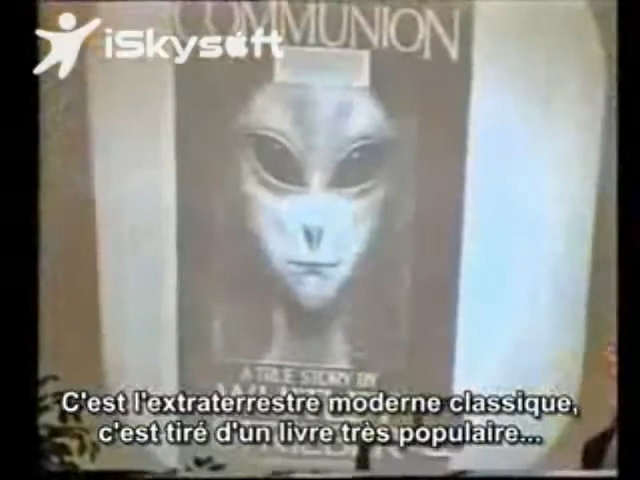 COMMUNION
iSkysoft
A TRUE STORY BY
C'est l'extraterrestre moderne classique,
c'est tiré d'un livre très populaire...